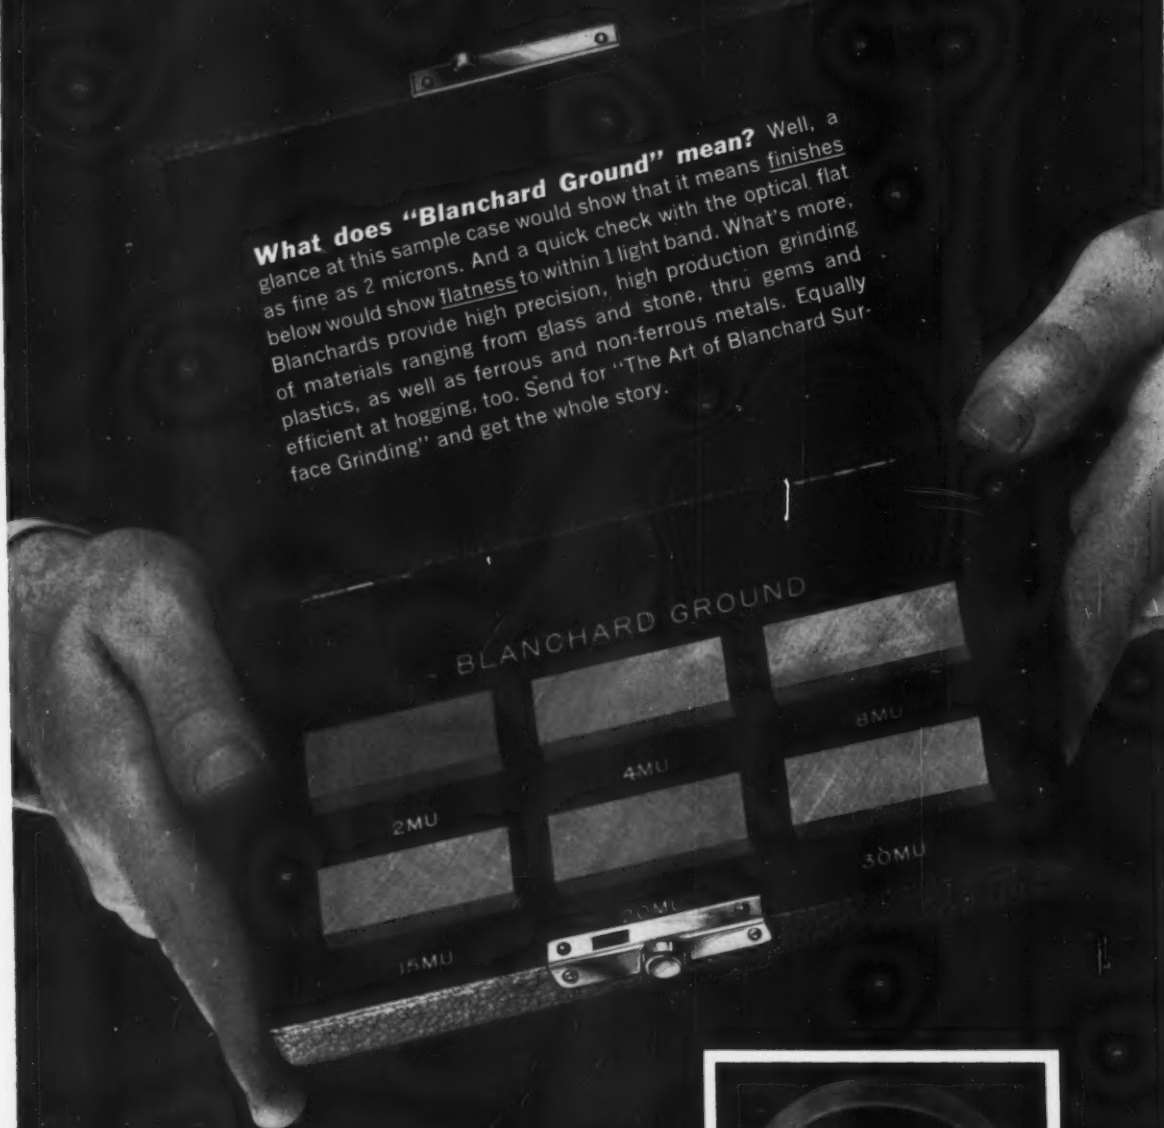 What does “Blanchard Ground” mean? Well, a
glance at this sample case would show that it means finishes
as fine as 2 microns. And a quick check with the optical flat
below would show flatness to within 1 light band. What's more,
Blanchards provide high precision, high production grinding
of materials ranging from glass and stone, thru gems and
plastics, as well as ferrous and non-ferrous metals. Equally
efficient at hogging, too. Send for “The Art of Blanchard Sur-
face Grinding” and get the whole story.
BLANCHARD GROUND
2MU
4MU
8MU
15MU
20MU
30MU